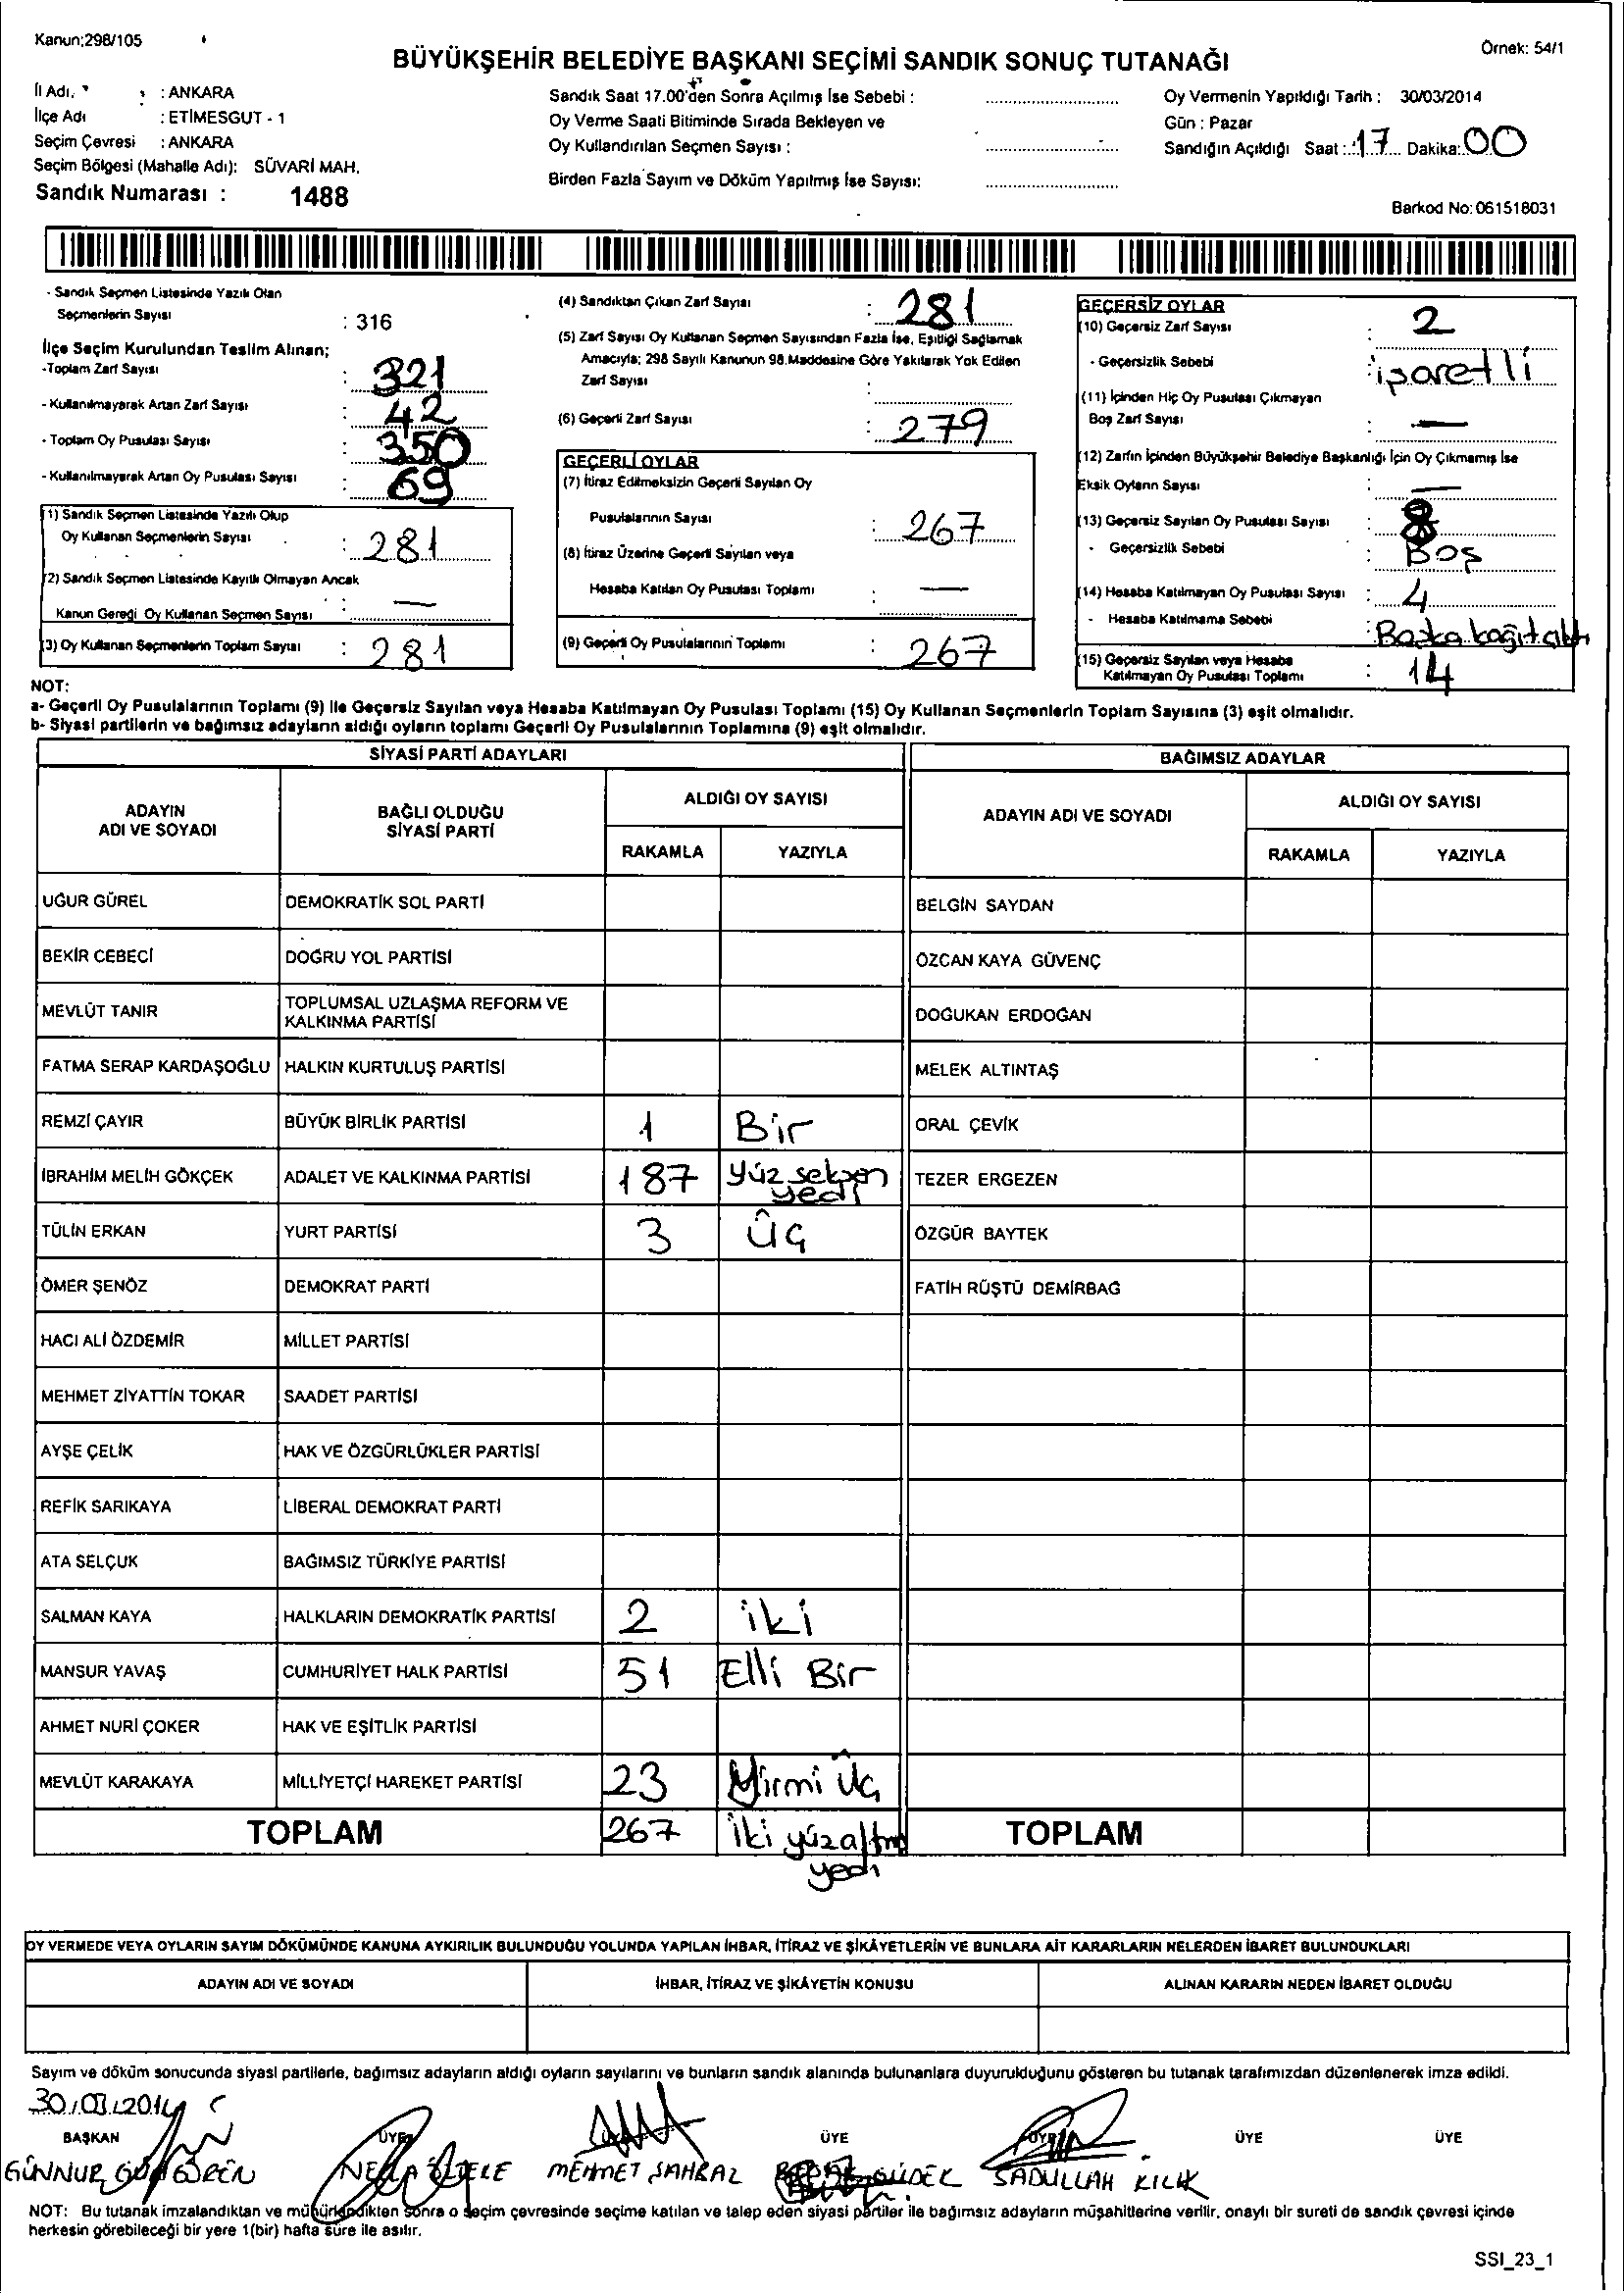 Kanun:298/105
Örnek: 54/1
BÜYÜKŞEHİR BELEDİYE BAŞKANI SEÇİMİ SANDIK SONUÇ TUTANAĞI
İl Adı. : ANKARA
İlçe Adı : ETİMESGUT - 1
Seçim Çevresi : ANKARA
Seçim Bölgesi (Mahalle Adı): SÜVARİ MAH.
Sandık Numarası : 1488
Sandık Saat 17.00'den Sonra Açılmış İse Sebebi :
Oy Verme Saati Bitiminde Sırada Bekleyen ve
Oy Kullandırılan Seçmen Sayısı :
Birden Fazla Sayım ve Döküm Yapılmış İse Sayısı:
Oy Vermenin Yapıldığı Tarih : 30/03/2014
Gün : Pazar
Sandığın Açıldığı Saat : 17 Dakika: 00
Barkod No: 061518031
- Sandık Seçmen Listesinde Yazılı Olan
Seçmenlerin Sayısı : 316
İlçe Seçim Kurulundan Teslim Alınan;
-Toplam Zarf Sayısı : 321
- Kullanılmayarak Artan Zarf Sayısı : 42
- Toplam Oy Pusulası Sayısı : 350
- Kullanılmayarak Artan Oy Pusulası Sayısı : 69
(1) Sandık Seçmen Listesinde Yazılı Olup
Oy Kullanan Seçmenlerin Sayısı : 281
(2) Sandık Seçmen Listesinde Kayıtlı Olmayan Ancak
Kanun Gereği Oy Kullanan Seçmen Sayısı : —
(3) Oy Kullanan Seçmenlerin Toplam Sayısı : 281
(4) Sandıktan Çıkan Zarf Sayısı : 281
(5) Zarf Sayısı Oy Kullanan Seçmen Sayısından Fazla İse, Eşitliği Sağlamak
Amacıyla; 298 Sayılı Kanunun 98.Maddesine Göre Yakılarak Yok Edilen
Zarf Sayısı :
(6) Geçerli Zarf Sayısı : 279
GEÇERLİ OYLAR
(7) İtiraz Edilmeksizin Geçerli Sayılan Oy
Pusulalarının Sayısı : 267
(8) İtiraz Üzerine Geçerli Sayılan veya
Hesaba Katılan Oy Pusulası Toplamı : —
(9) Geçerli Oy Pusulalarının Toplamı : 267
GEÇERSİZ OYLAR
(10) Geçersiz Zarf Sayısı : 2
- Geçersizlik Sebebi : işaretli
(11) İçinden Hiç Oy Pusulası Çıkmayan
Boş Zarf Sayısı : —
(12) Zarfın İçinden Büyükşehir Belediye Başkanlığı İçin Oy Çıkmamış İse
Eksik Oyların Sayısı : —
(13) Geçersiz Sayılan Oy Pusulası Sayısı : 8
- Geçersizlik Sebebi : Boş
(14) Hesaba Katılmayan Oy Pusulası Sayısı : 4
- Hesaba Katılmama Sebebi : Başka kağıt çıktı
(15) Geçersiz Sayılan veya Hesaba
Katılmayan Oy Pusulası Toplamı : 14
NOT:
a- Geçerli Oy Pusulalarının Toplamı (9) İle Geçersiz Sayılan veya Hesaba Katılmayan Oy Pusulası Toplamı (15) Oy Kullanan Seçmenlerin Toplam Sayısına (3) eşit olmalıdır.
b- Siyasi partilerin ve bağımsız adayların aldığı oyların toplamı Geçerli Oy Pusulalarının Toplamına (9) eşit olmalıdır.
SİYASİ PARTİ ADAYLARI
BAĞIMSIZ ADAYLAR
ADAYIN
ADI VE SOYADI
BAĞLI OLDUĞU
SİYASİ PARTİ
ALDIĞI OY SAYISI
RAKAMLA YAZIYLA
ADAYIN ADI VE SOYADI
ALDIĞI OY SAYISI
RAKAMLA YAZIYLA
UĞUR GÜREL DEMOKRATİK SOL PARTİ BELGİN SAYDAN
BEKİR CEBECİ DOĞRU YOL PARTİSİ ÖZCAN KAYA GÜVENÇ
MEVLÜT TANIR TOPLUMSAL UZLAŞMA REFORM VE
KALKINMA PARTİSİ DOĞUKAN ERDOĞAN
FATMA SERAP KARDAŞOĞLU HALKIN KURTULUŞ PARTİSİ MELEK ALTINTAŞ
REMZİ ÇAYIR BÜYÜK BİRLİK PARTİSİ 1 Bir ORAL ÇEVİK
İBRAHİM MELİH GÖKÇEK ADALET VE KALKINMA PARTİSİ 187 yüz seksen TEZER ERGEZEN
yedi
TÜLİN ERKAN YURT PARTİSİ 3 ÜÇ ÖZGÜR BAYTEK
ÖMER ŞENÖZ DEMOKRAT PARTİ FATİH RÜŞTÜ DEMİRBAĞ
HACI ALİ ÖZDEMİR MİLLET PARTİSİ
MEHMET ZİYATTİN TOKAR SAADET PARTİSİ
AYŞE ÇELİK HAK VE ÖZGÜRLÜKLER PARTİSİ
REFİK SARIKAYA LİBERAL DEMOKRAT PARTİ
ATA SELÇUK BAĞIMSIZ TÜRKİYE PARTİSİ
SALMAN KAYA HALKLARIN DEMOKRATİK PARTİSİ 2 iki
MANSUR YAVAŞ CUMHURİYET HALK PARTİSİ 51 Elli Bir
AHMET NURİ ÇOKER HAK VE EŞİTLİK PARTİSİ
MEVLÜT KARAKAYA MİLLİYETÇİ HAREKET PARTİSİ 23 Yirmi Üç
TOPLAM 267 iki yüz altmış TOPLAM
yedi
OY VERMEDE VEYA OYLARIN SAYIM DÖKÜMÜNDE KANUNA AYKIRILIK BULUNDUĞU YOLUNDA YAPILAN İHBAR, İTİRAZ VE ŞİKÂYETLERİN VE BUNLARA AİT KARARLARIN NELERDEN İBARET BULUNDUKLARI
ADAYIN ADI VE SOYADI İHBAR, İTİRAZ VE ŞİKÂYETİN KONUSU ALINAN KARARIN NEDEN İBARET OLDUĞU
Sayım ve döküm sonucunda siyasi partilerle, bağımsız adayların aldığı oyların sayılarını ve bunların sandık alanında bulunanlara duyurulduğunu gösteren bu tutanak tarafımızdan düzenlenerek imza edildi.
30.03.2014
BAŞKAN ÜYE ÜYE ÜYE ÜYE ÜYE ÜYE
GÜNNUR MEHMET SADULLAH KILIK
NOT: Bu tutanak imzalandıktan ve mühürlendikten sonra o seçim çevresinde seçime katılan ve talep eden siyasi partiler ile bağımsız adayların müşahitlerine verilir, onaylı bir sureti de sandık çevresi içinde
herkesin görebileceği bir yere 1(bir) hafta süre ile asılır.
SSI_23_1